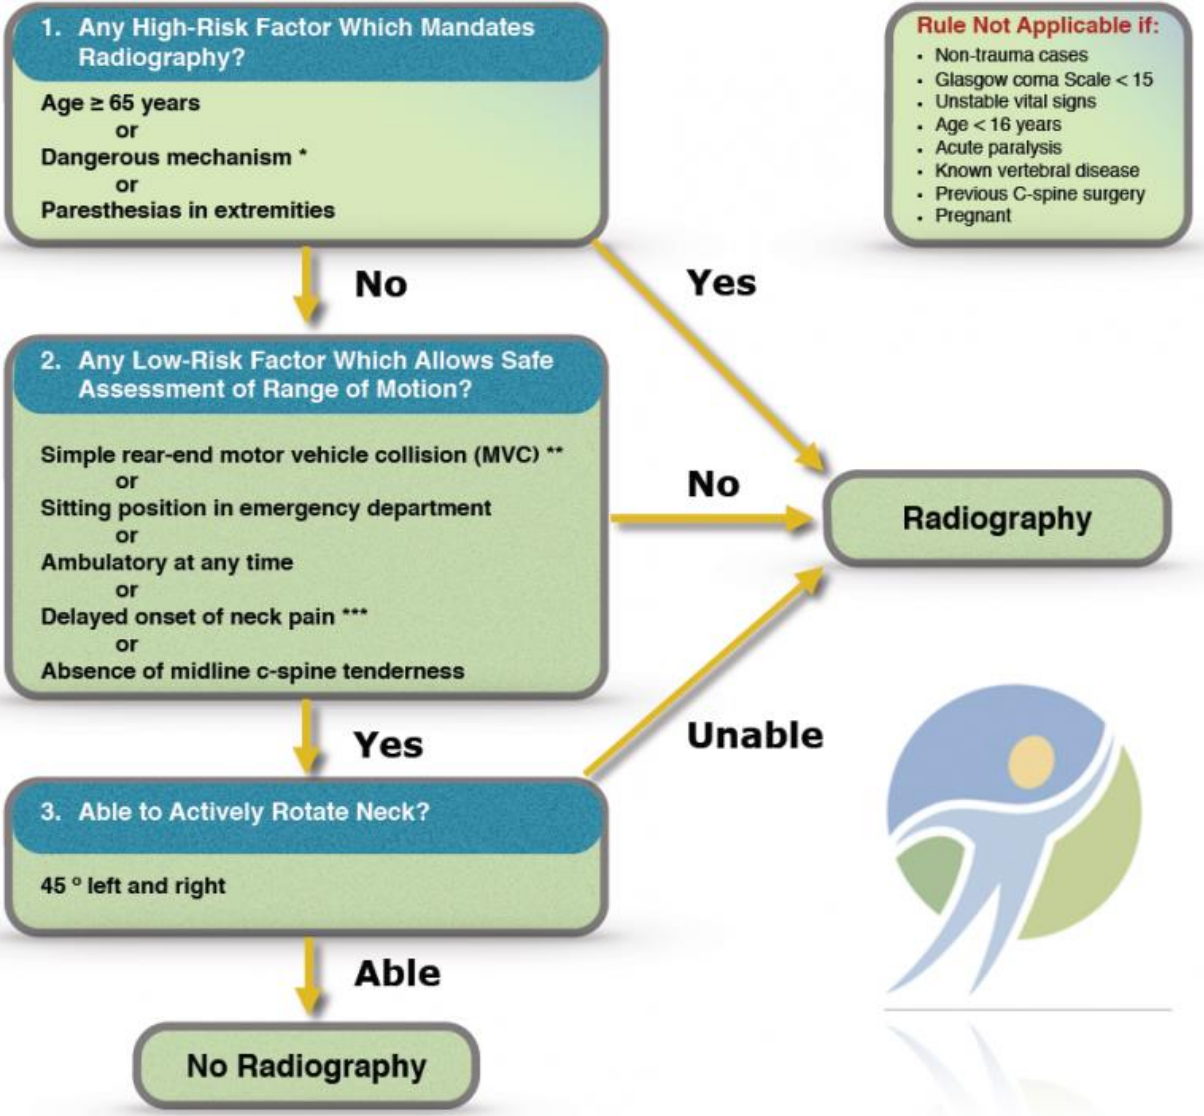 1. Any High-Risk Factor Which Mandates
Radiography?
Age ≥ 65 years
or
Dangerous mechanism *
or
Paresthesias in extremities
Rule Not Applicable if:
• Non-trauma cases
• Glasgow coma Scale < 15
• Unstable vital signs
• Age < 16 years
• Acute paralysis
• Known vertebral disease
• Previous C-spine surgery
• Pregnant
No
Yes
2. Any Low-Risk Factor Which Allows Safe
Assessment of Range of Motion?
Simple rear-end motor vehicle collision (MVC) **
or
Sitting position in emergency department
or
Ambulatory at any time
or
Delayed onset of neck pain ***
or
Absence of midline c-spine tenderness
No
Radiography
Yes
Unable
3. Able to Actively Rotate Neck?
45 º left and right
Able
No Radiography